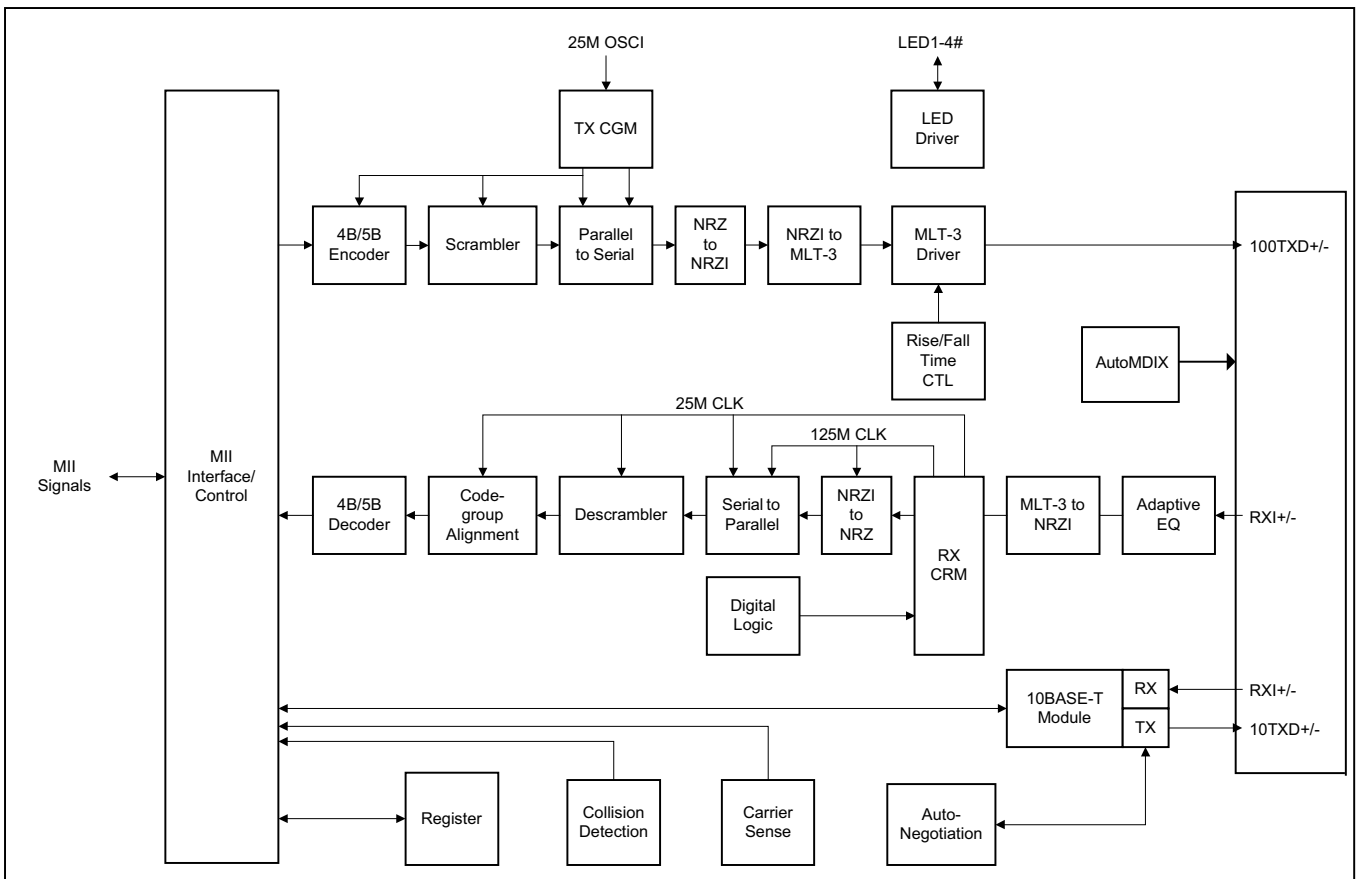 25M OSCI
LED1-4#
TX CGM
LED
Driver
4B/5B
Encoder
Scrambler
Parallel
to Serial
NRZ
to
NRZI
NRZI to
MLT-3
MLT-3
Driver
100TXD+/-
Rise/Fall
Time
CTL
AutoMDIX
25M CLK
125M CLK
MII
Signals
MII
Interface/
Control
4B/5B
Decoder
Code-
group
Alignment
Descrambler
Serial to
Parallel
NRZI
to
NRZ
RX
CRM
MLT-3 to
NRZI
Adaptive
EQ
RXI+/-
Digital
Logic
10BASE-T
Module
RX
TX
RXI+/-
10TXD+/-
Register
Collision
Detection
Carrier
Sense
Auto-
Negotiation